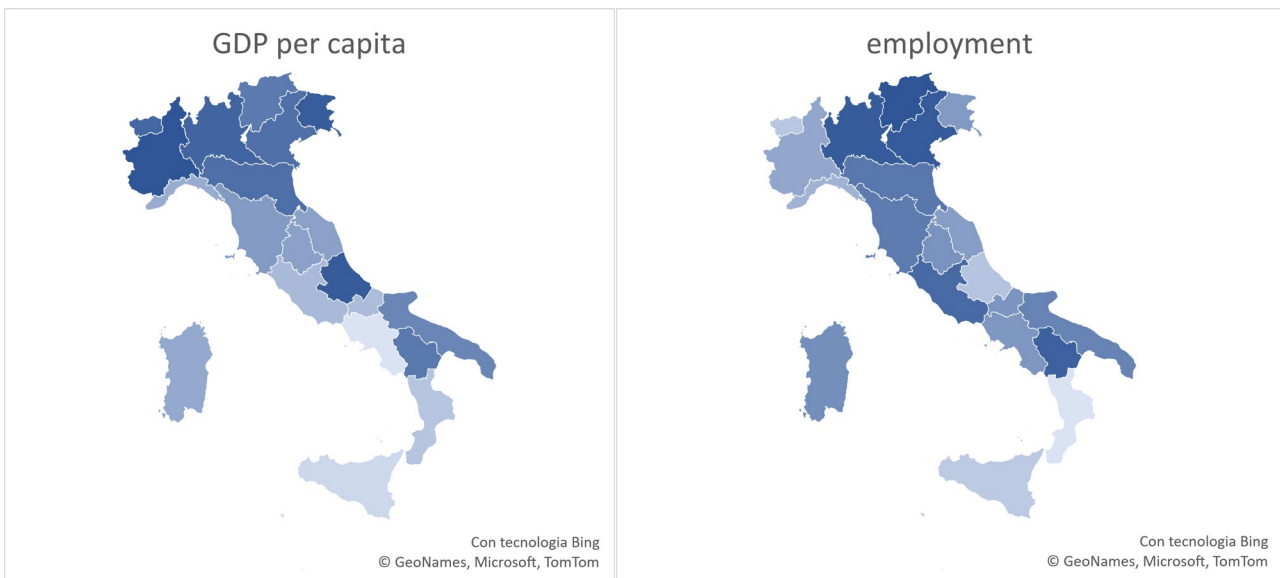 GDP per capita
Con tecnologia Bing
© GeoNames, Microsoft, TomTom
employment
Con tecnologia Bing
© GeoNames, Microsoft, TomTom